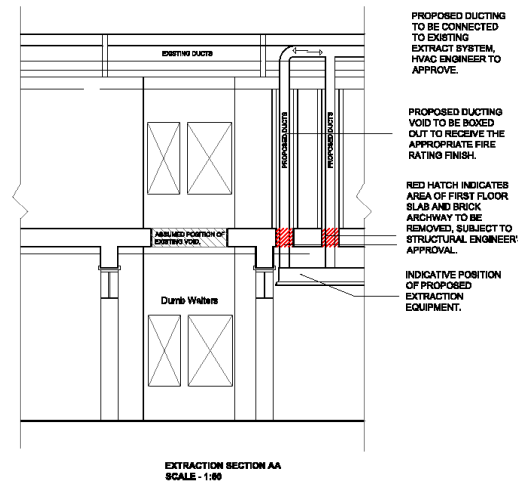 PROPOSED DUCTING
TO BE CONNECTED
TO EXISTING
EXTRACT SYSTEM,
HVAC ENGINEER TO
APPROVE.
EXISTING DUCTS
PROPOSED DUCTS
PROPOSED DUCTS
PROPOSED DUCTING
VOID TO BE BOXED
OUT TO RECEIVE THE
APPROPRIATE FIRE
RATING FINISH.
RED HATCH INDICATES
AREA OF FIRST FLOOR
SLAB AND BRICK
ARCHWAY TO BE
REMOVED, SUBJECT TO
STRUCTURAL ENGINEER'
APPROVAL.
ASSUMED POSITION OF
EXISTING VOID.
INDICATIVE POSITION
OF PROPOSED
EXTRACTION
EQUIPMENT.
Dumb Waiters
EXTRACTION SECTION AA
SCALE - 1:50